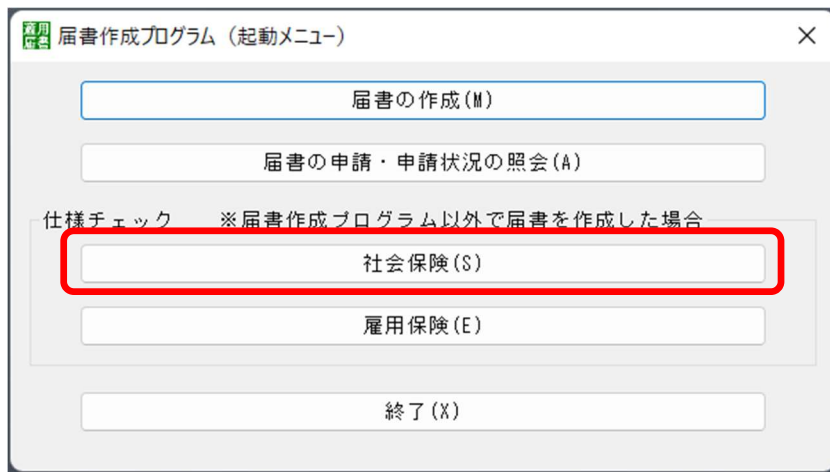 届書作成プログラム（起動メニュー）
届書の作成(M)
届書の申請・申請状況の照会(A)
仕様チェック　※届書作成プログラム以外で届書を作成した場合
社会保険(S)
雇用保険(E)
終了(X)